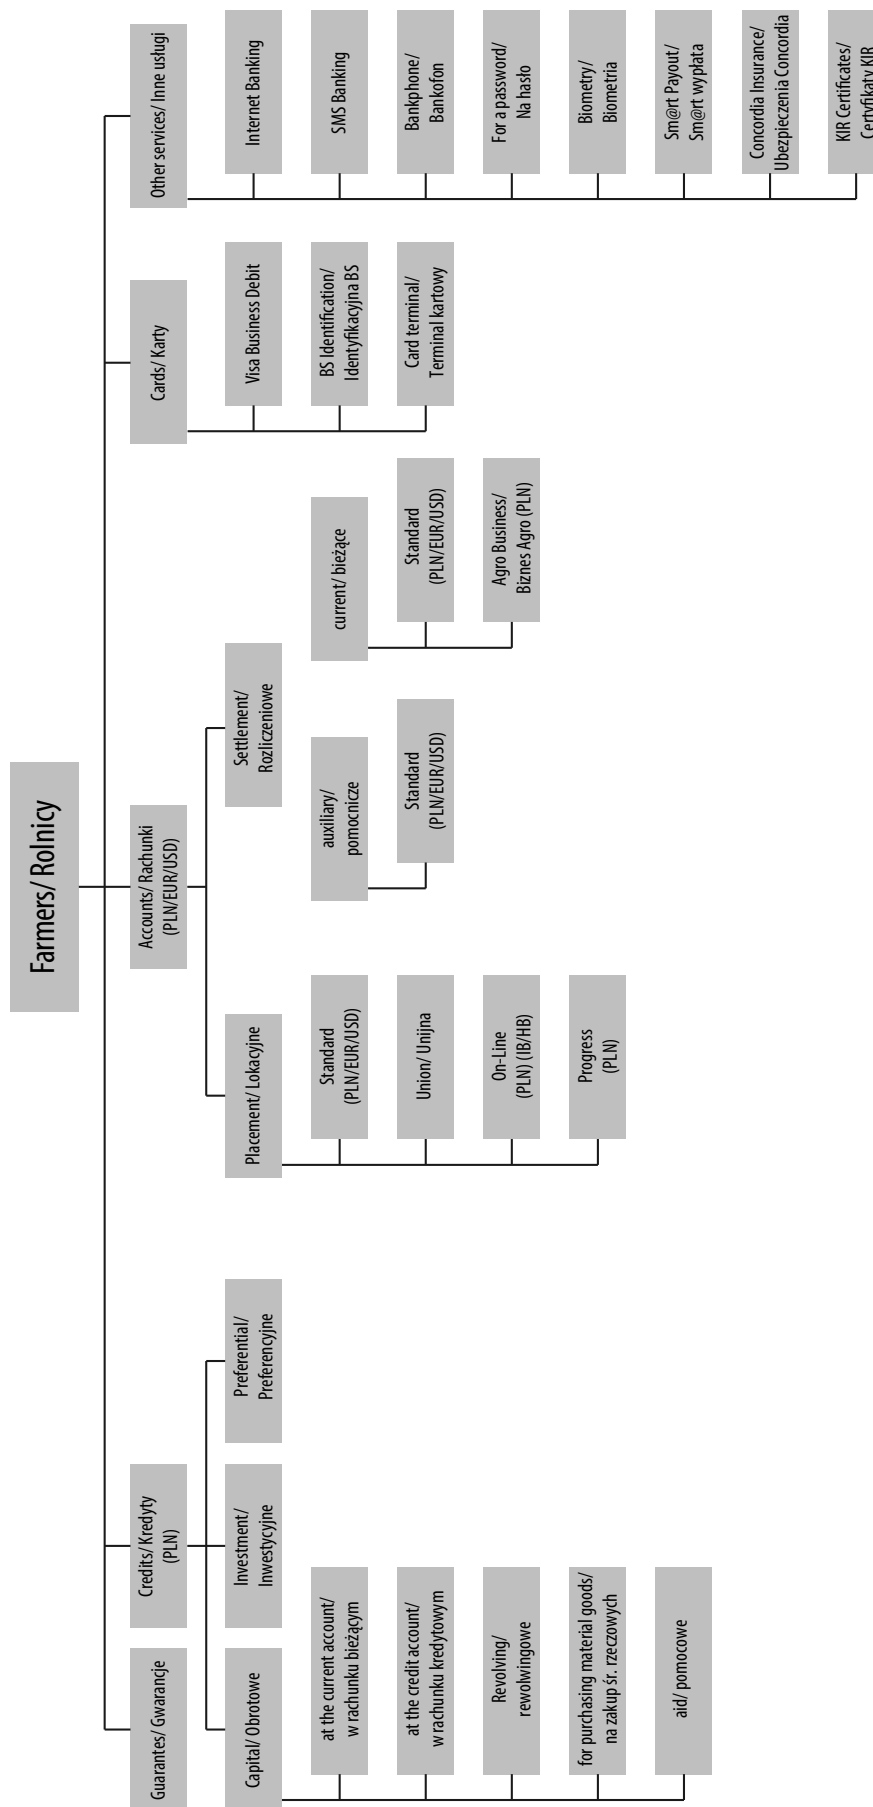 Farmers/ Rolnicy
Guarantes/ Gwarancje
Credits/ Kredyty
(PLN)
Accounts/ Rachunki
(PLN/EUR/USD)
Cards/ Karty
Other services/ Inne usługi
Capital/ Obrotowe
Investment/
Inwestycyjne
Preferential/
Preferencyjne
Placement/ Lokacyjne
Settlement/
Rozliczeniowe
Visa Business Debit
Internet Banking
at the current account/
w rachunku bieżącym
Standard
(PLN/EUR/USD)
auxiliary/
pomocnicze
current/ bieżące
BS Identification/
Identyfikacyjna BS
SMS Banking
at the credit account/
w rachunku kredytowym
Union/ Unijna
Standard
(PLN/EUR/USD)
Standard
(PLN/EUR/USD)
Card terminal/
Terminal kartowy
Bankphone/
Bankofon
Revolving/
rewolwingowe
On-Line
(PLN) (IB/HB)
Agro Business/
Biznes Agro (PLN)
For a password/
Na hasło
for purchasing material goods/
na zakup śr. rzeczowych
Progress
(PLN)
Biometry/
Biometria
aid/ pomocowe
Sm@rt Payout/
Sm@rt wypłata
Concordia Insurance/
Ubezpieczenia Concordia
KIR Certificates/
Certyfikaty KIR